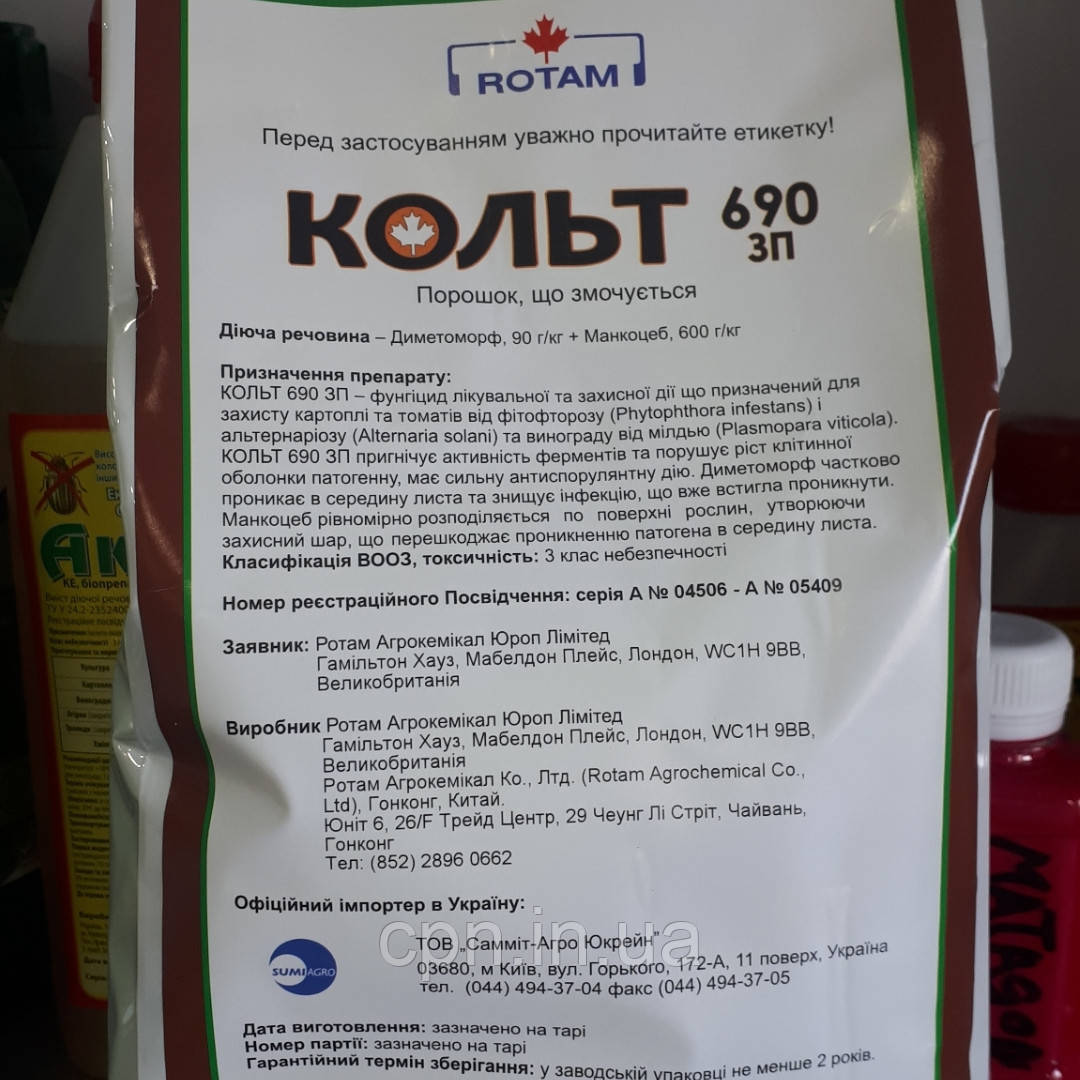 ROTAM
Перед застосуванням уважно прочитайте етикетку!
КОЛЬТ 690
ЗП
Порошок, що змочується
Діюча речовина – Диметоморф, 90 г/кг + Манкоцеб, 600 г/кг
Призначення препарату:
КОЛЬТ 690 ЗП – фунгіцид лікувальної та захисної дії що призначений для
захисту картоплі та томатів від фітофторозу (Phytophthora infestans) і
альтернаріозу (Alternaria solani) та винограду від мілдью (Plasmopara viticola).
КОЛЬТ 690 ЗП пригнічує активність ферментів та порушує ріст клітинної
оболонки патогенну, має сильну антиспорулянтну дію. Диметоморф частково
проникає в середину листа та знищує інфекцію, що вже встигла проникнути.
Манкоцеб рівномірно розподіляється по поверхні рослин, утворюючи
захисний шар, що перешкоджає проникненню патогена в середину листа.
Класифікація ВООЗ, токсичність: 3 клас небезпечності
Номер реєстраційного Посвідчення: серія А № 04506 - А № 05409
Заявник: Ротам Агрокемікал Юроп Лімітед
Гамільтон Хауз, Мабелдон Плейс, Лондон, WC1H 9BB,
Великобританія
Виробник Ротам Агрокемікал Юроп Лімітед
Гамільтон Хауз, Мабелдон Плейс, Лондон, WC1H 9BB,
Великобританія
Ротам Агрокемікал Ко., Лтд. (Rotam Agrochemical Co.,
Ltd), Гонконг, Китай.
Юніт 6, 26/F Трейд Центр, 29 Чеунг Лі Стріт, Чайвань,
Гонконг
Тел: (852) 2896 0662
Офіційний імпортер в Україну:
cpn.in.ua
SUMI AGRO
ТОВ „Самміт-Агро Юкрейн”
03680, м Київ, вул. Горького, 172-А, 11 поверх, Україна
тел. (044) 494-37-04 факс (044) 494-37-05
Дата виготовлення: зазначено на тарі
Номер партії: зазначено на тарі
Гарантійний термін зберігання: у заводській упаковці не менше 2 років.
Ак
КЕ, біопреп
MATADOR